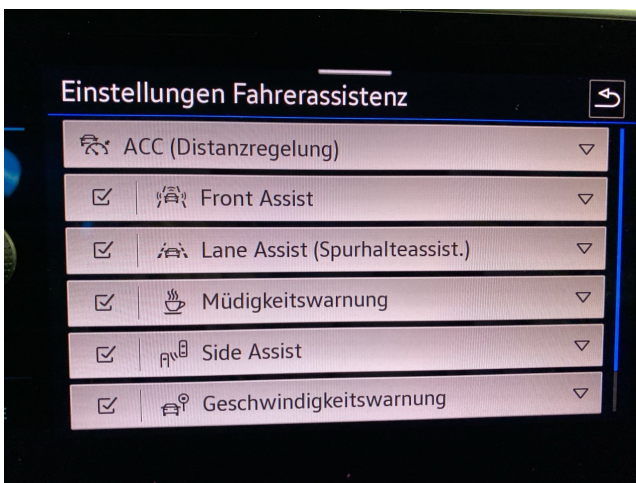 Einstellungen Fahrerassistenz
ACC (Distanzregelung)
Front Assist
Lane Assist (Spurhalteassist.)
Müdigkeitswarnung
Side Assist
Geschwindigkeitswarnung